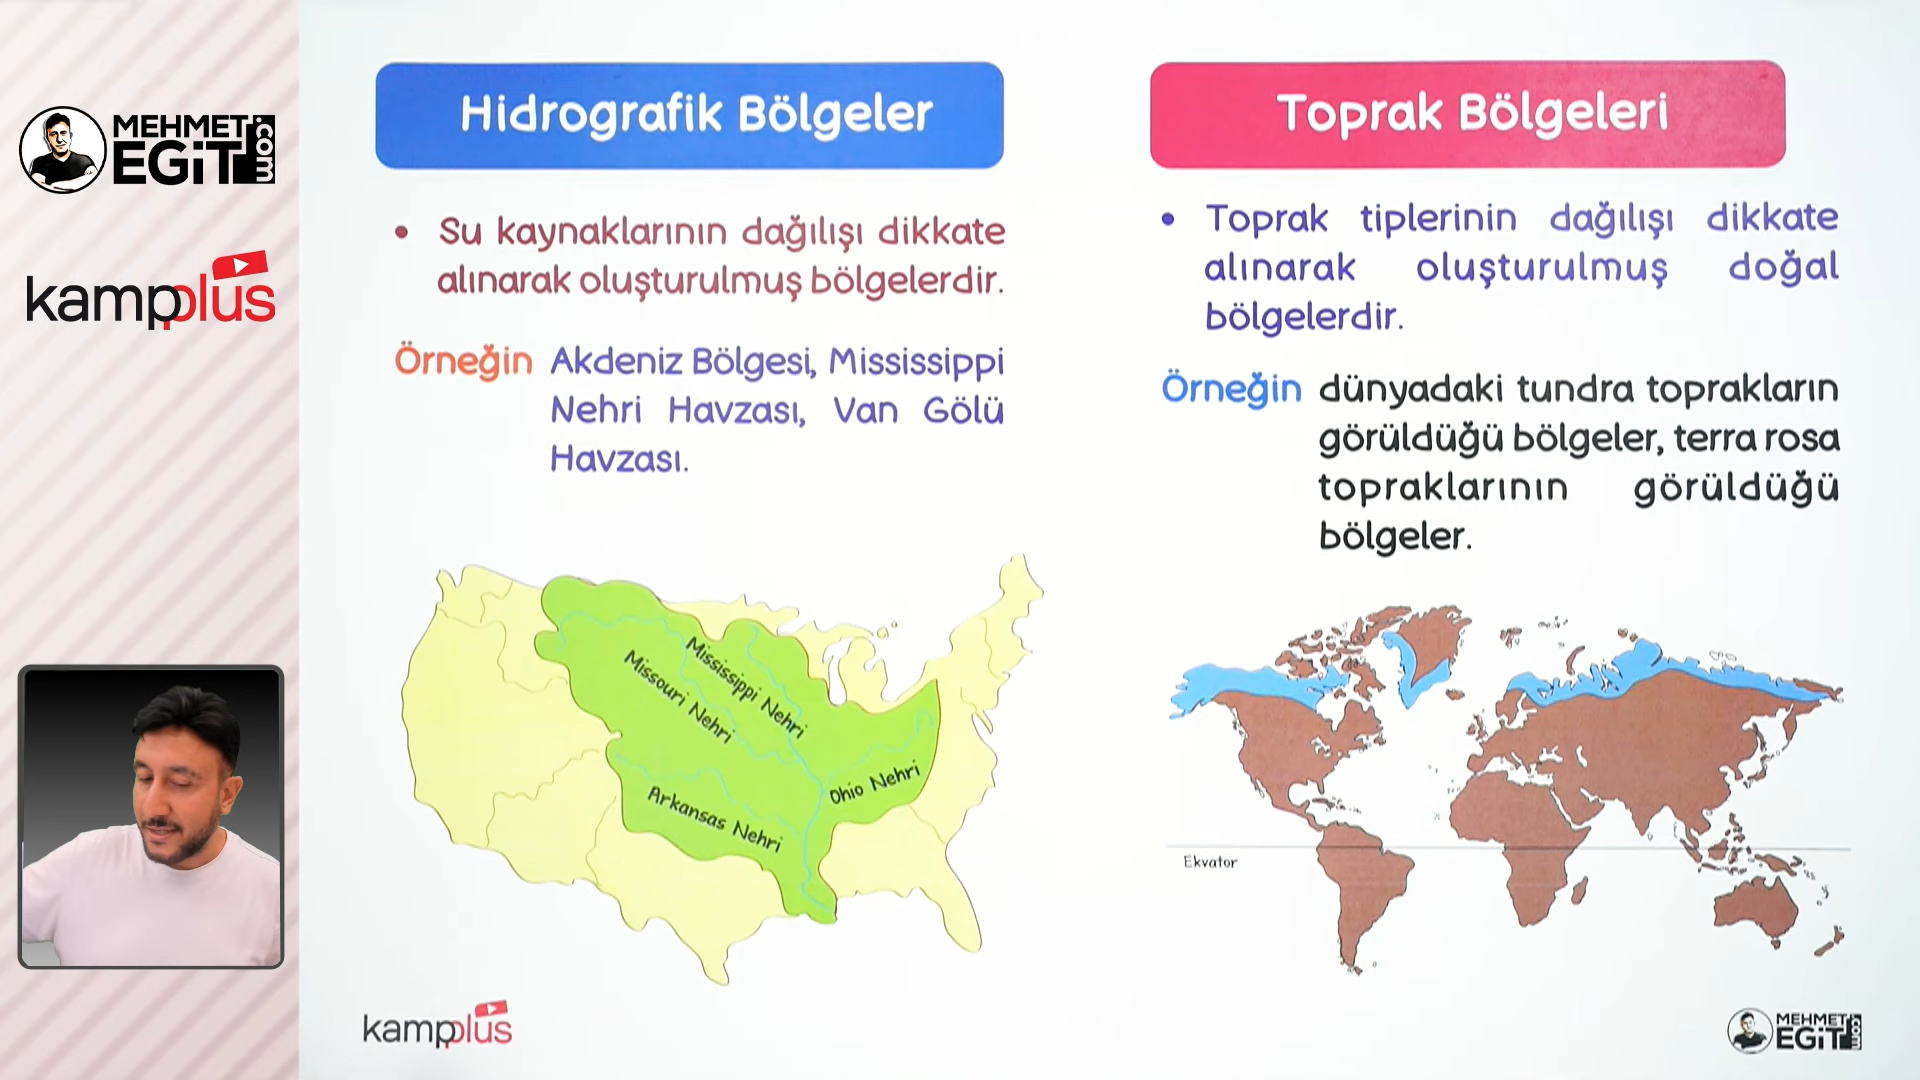 MEHMET
EGiT
.com
kampplus
Hidrografik Bölgeler
• Su kaynaklarının dağılışı dikkate
alınarak oluşturulmuş bölgelerdir.
Örneğin Akdeniz Bölgesi, Mississippi
Nehri Havzası, Van Gölü
Havzası.
Mississippi Nehri
Missouri Nehri
Arkansas Nehri
Ohio Nehri
kampplus
Toprak Bölgeleri
• Toprak tiplerinin dağılışı dikkate
alınarak oluşturulmuş doğal
bölgelerdir.
Örneğin dünyadaki tundra toprakların
görüldüğü bölgeler, terra rosa
topraklarının görüldüğü
bölgeler.
Ekvator
MEHMET
EGiT
.com